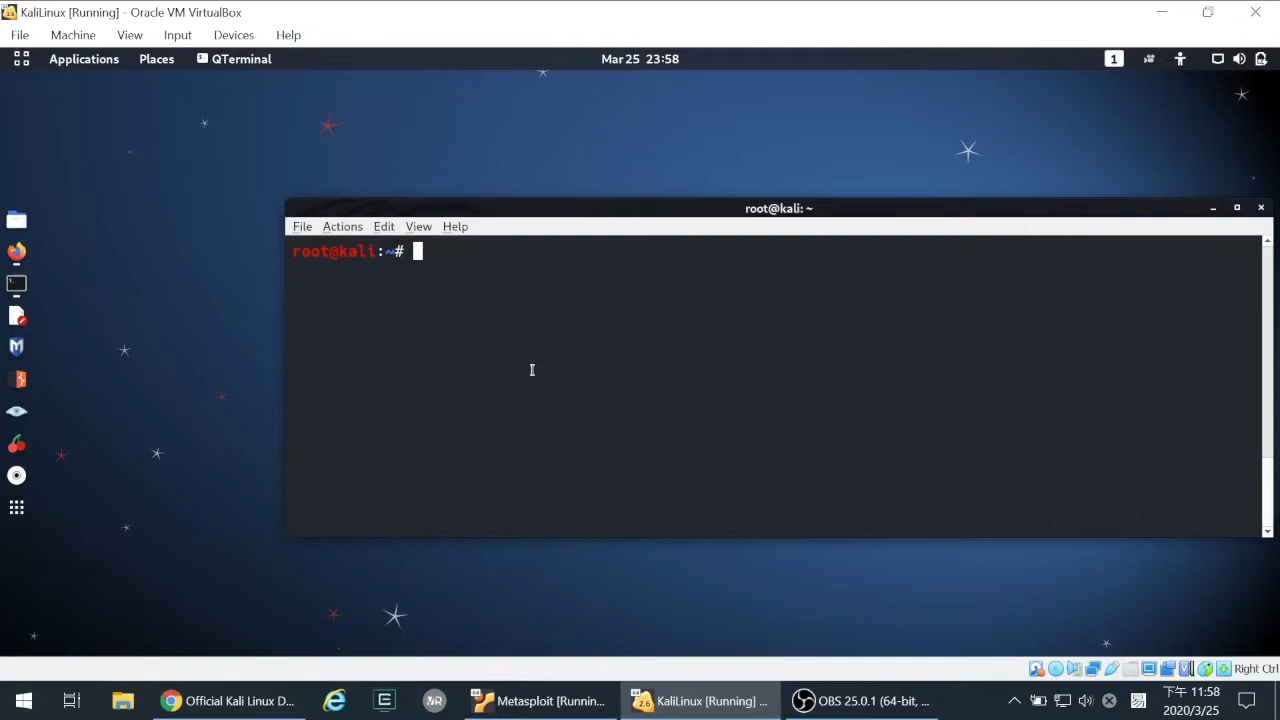 KaliLinux [Running] - Oracle VM VirtualBox
File Machine View Input Devices Help
Applications Places QTerminal Mar 25 23:58 1
root@kali: ~
File Actions Edit View Help
root@kali:~#
2.6
Right Ctrl
Official Kali Linux D... Metasploit [Runnin... KaliLinux [Running] ... OBS 25.0.1 (64-bit, ... 下午 11:58
2020/3/25